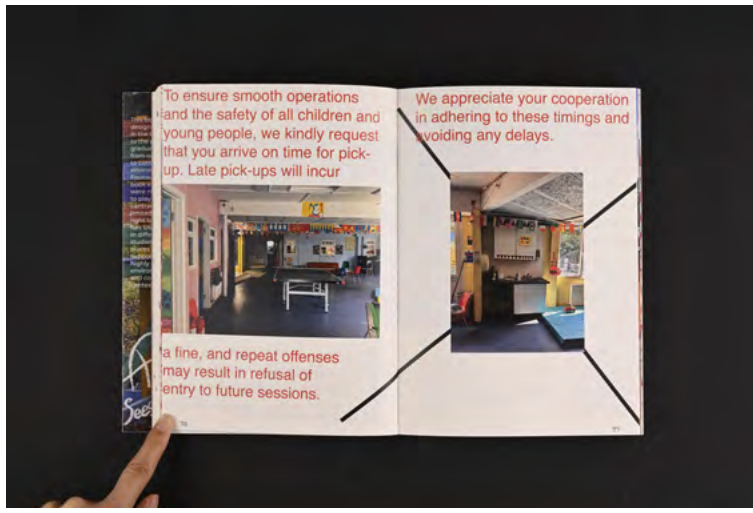 To ensure smooth operations
and the safety of all children and
young people, we kindly request
that you arrive on time for pick-
up. Late pick-ups will incur
a fine, and repeat offenses
may result in refusal of
entry to future sessions.
We appreciate your cooperation
in adhering to these timings and
avoiding any delays.